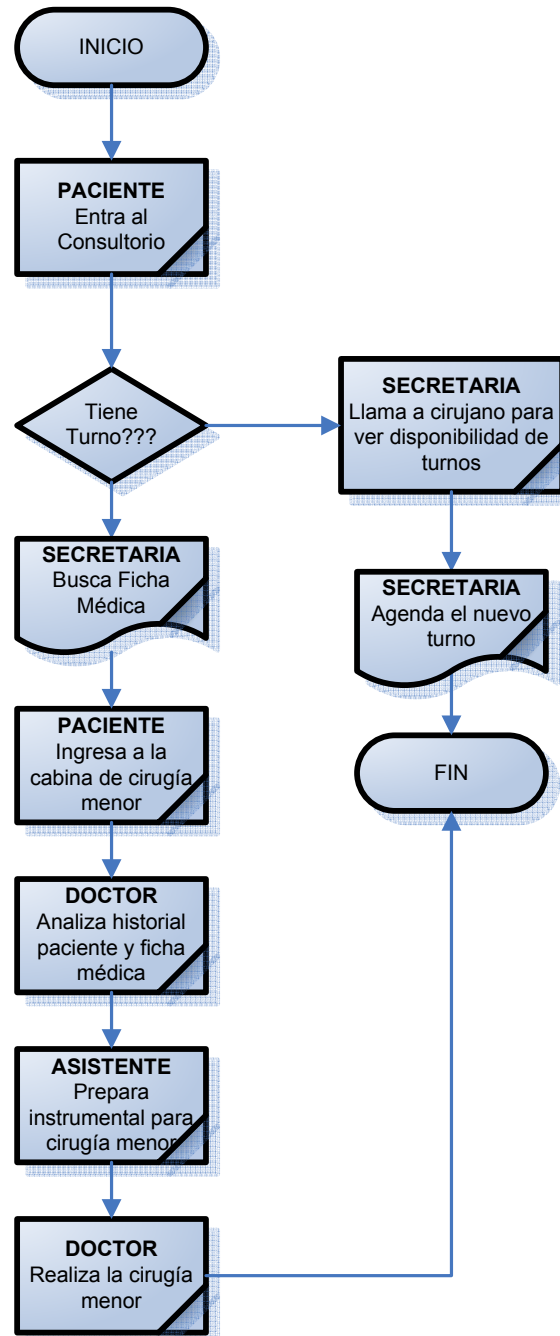 INICIO
PACIENTE
Entra al
Consultorio
Tiene
Turno???
SECRETARIA
Llama a cirujano para
ver disponibilidad de
turnos
SECRETARIA
Busca Ficha
Médica
SECRETARIA
Agenda el nuevo
turno
PACIENTE
Ingresa a la
cabina de cirugía
menor
FIN
DOCTOR
Analiza historial
paciente y ficha
médica
ASISTENTE
Prepara
instrumental para
cirugía menor
DOCTOR
Realiza la cirugía
menor